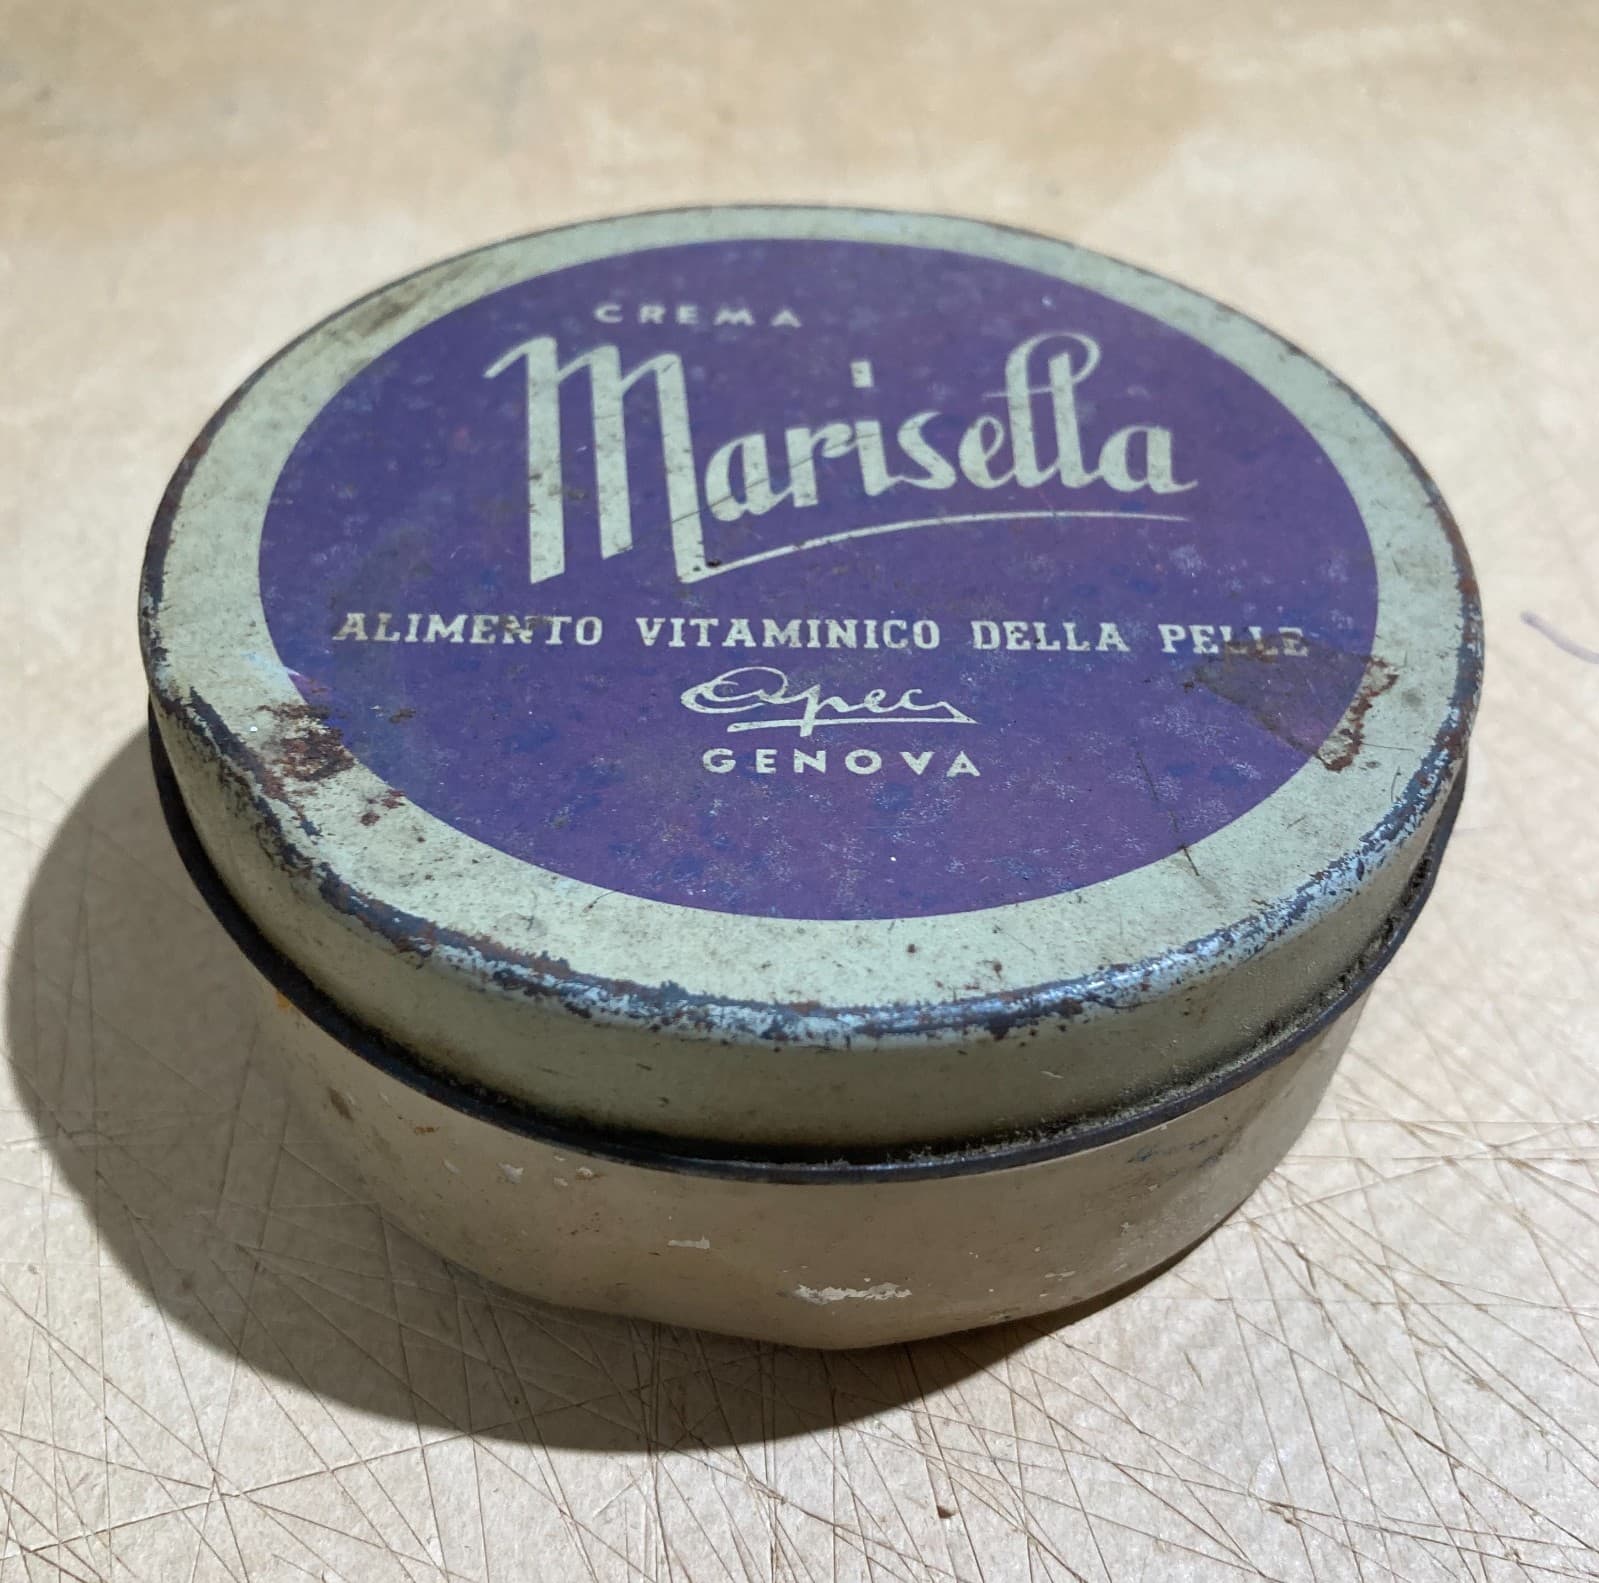 CREMA
Marisella
ALIMENTO VITAMINICO DELLA PELLE
GENOVA